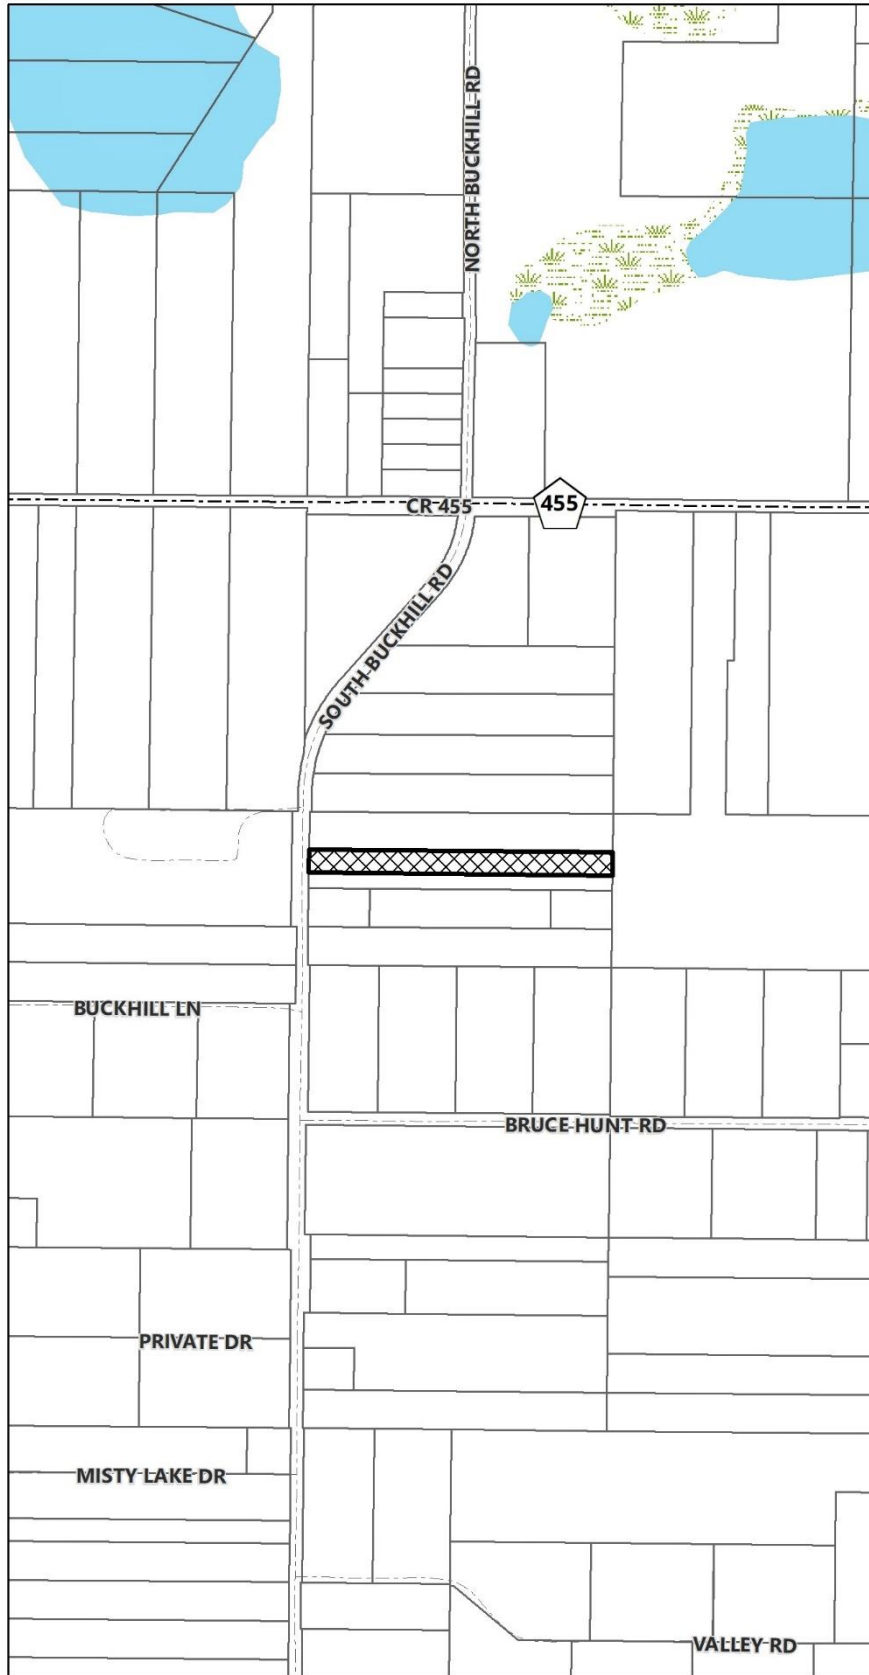 NORTH BUCKHILL RD
CR 455
455
SOUTH BUCKHILL RD
BUCKHILL LN
BRUCE HUNT RD
PRIVATE DR
MISTY LAKE DR
VALLEY RD